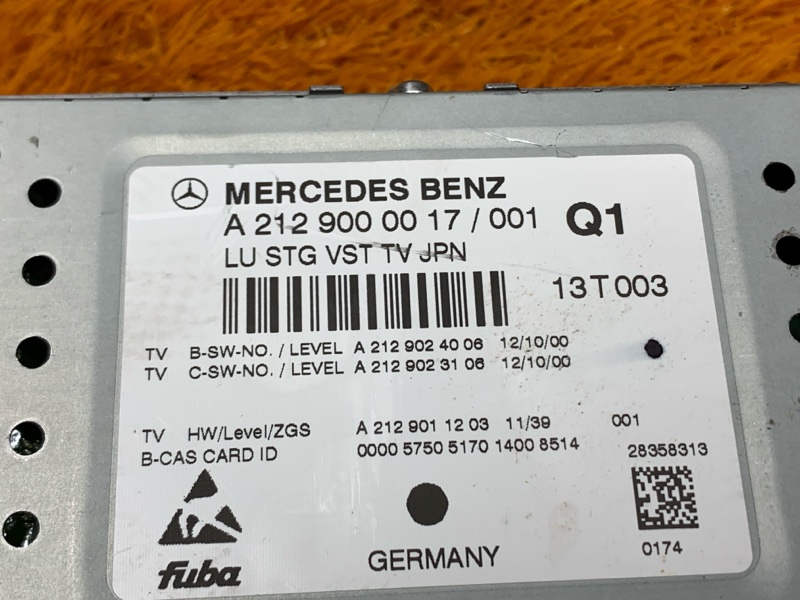 MERCEDES BENZ
A 212 900 00 17 / 001 Q1
LU STG VST TV JPN
13T003
TV B-SW-NO. / LEVEL A 212 902 40 06 12/10/00
TV C-SW-NO. / LEVEL A 212 902 31 06 12/10/00
TV HW/Level/ZGS A 212 901 12 03 11/39 001
B-CAS CARD ID 0000 5750 5170 1400 8514 28358313
0174
fuba GERMANY